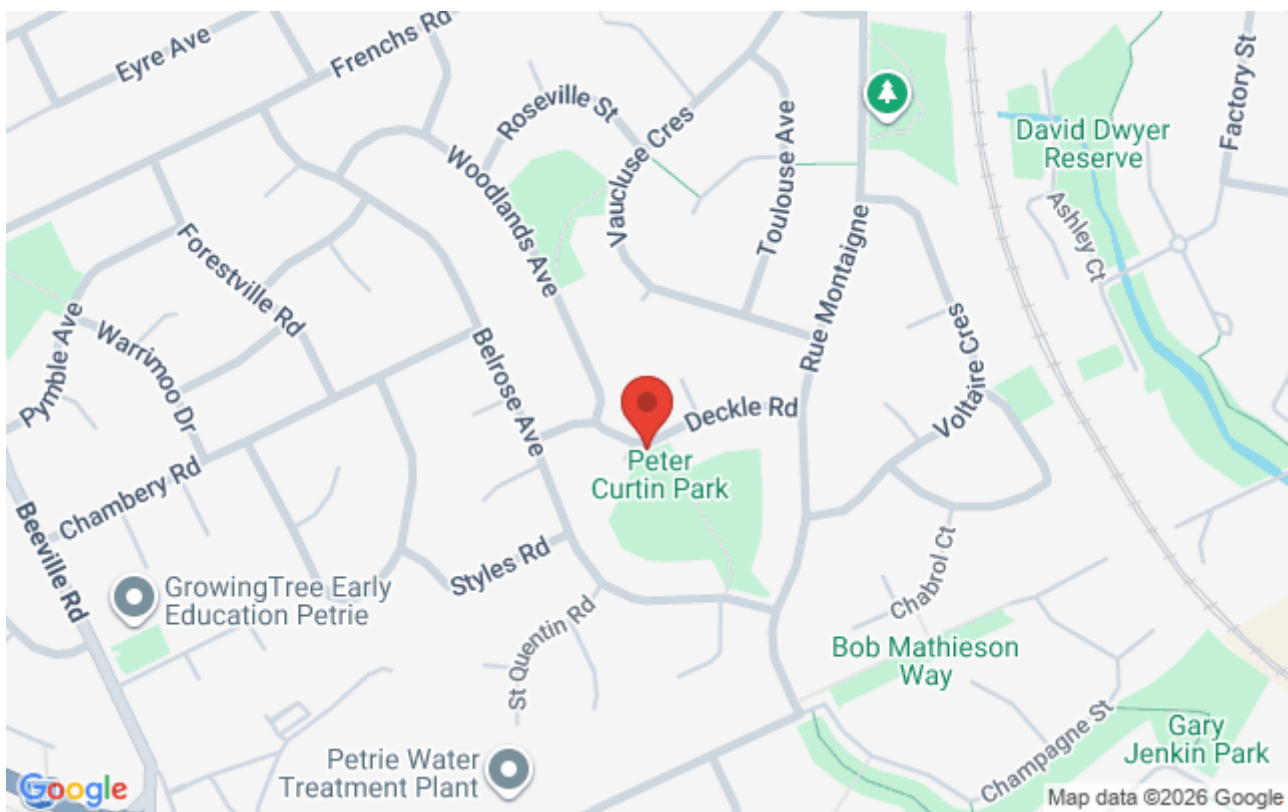 Eyre Ave
Frenchs Rd
Roseville St
Woodlands Ave
Vaucluse Cres
Toulouse Ave
David Dwyer
Reserve
Factory St
Ashley Ct
Forestville Rd
Pymble Ave
Warrimoo Dr
Belrose Ave
Rue Montaigne
Voltaire Cres
Deckle Rd
Peter
Curtin Park
Chambery Rd
Beeville Rd
Styles Rd
GrowingTree Early
Education Petrie
St Quentin Rd
Chabrol Ct
Bob Mathieson
Way
Champagne St
Gary
Jenkin Park
Petrie Water
Treatment Plant
Google
Map data ©2026 Google